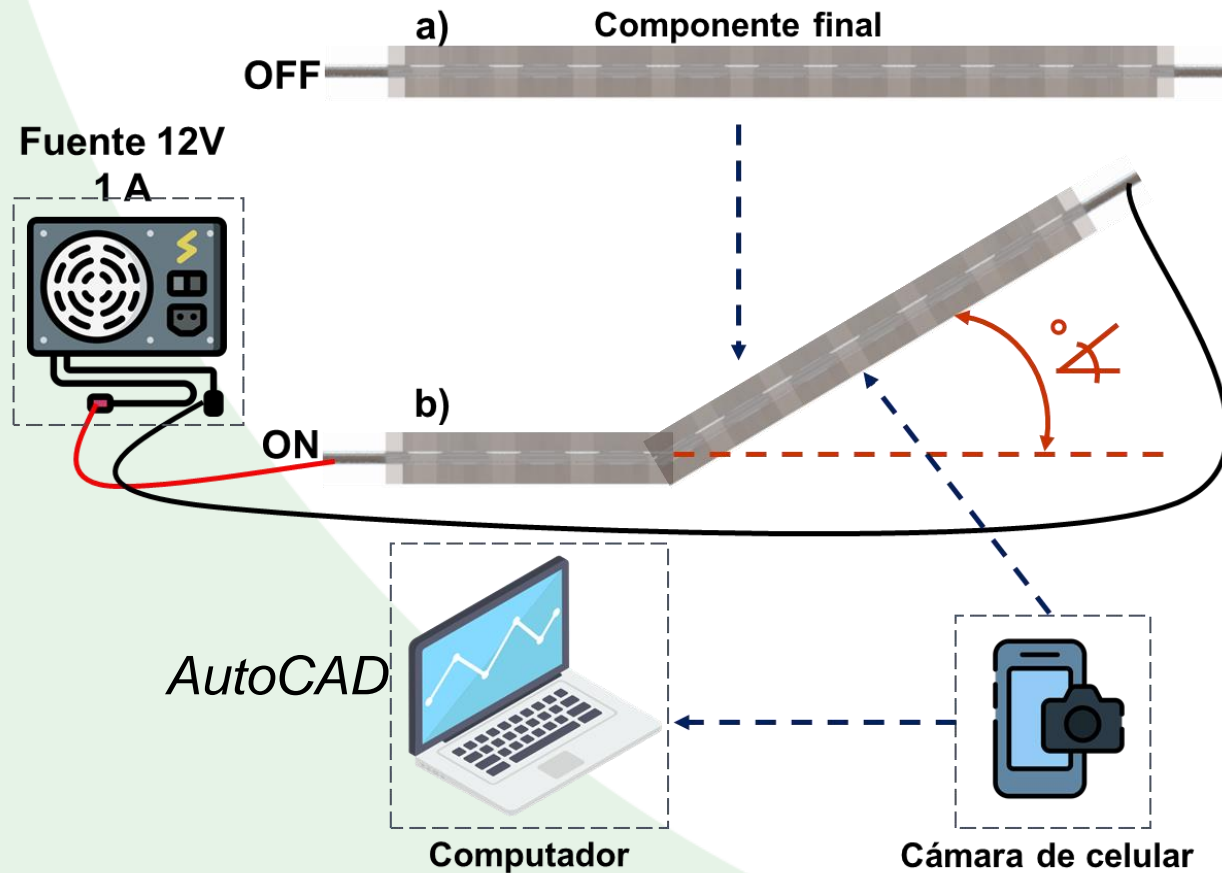 a)
Componente final
OFF
Fuente 12V
1 A
b)
ON
AutoCAD
Computador
Cámara de celular